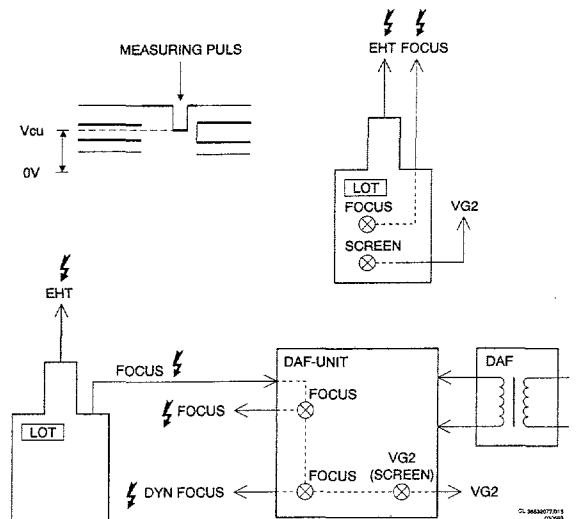 MEASURING PULS
Vcu
0V
EHT FOCUS
LOT
FOCUS
SCREEN
VG2
EHT
FOCUS
LOT
DAF-UNIT
DAF
FOCUS
FOCUS
FOCUS
VG2
(SCREEN)
DYN FOCUS
VG2